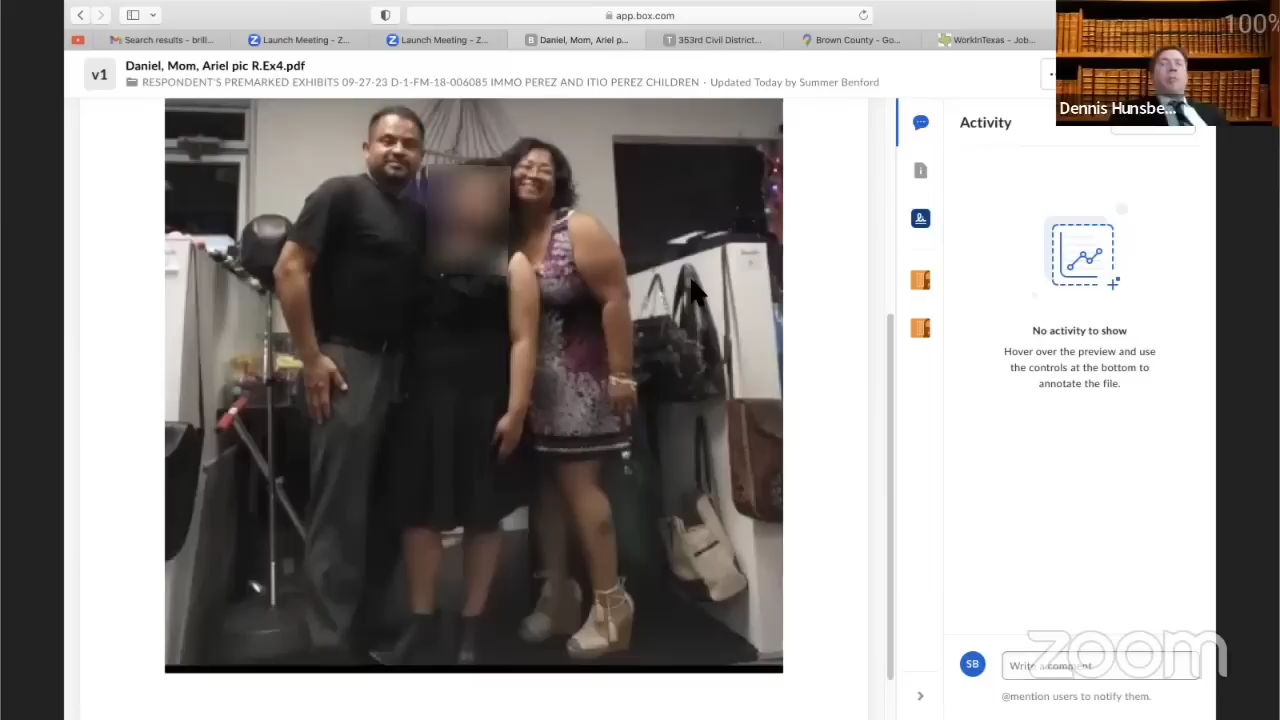 app.box.com
100%
Search results - brill...
Launch Meeting - Z...
Launch Meeting - Z...
Daniel, Mom, Ariel p...
353rd Civil District...
Brown County - Go...
WorkInTexas - Job...
v1
Daniel, Mom, Ariel pic R.Ex4.pdf
RESPONDENT'S PREMARKED EXHIBITS 09-27-23 D-1-FM-18-006085 IMMO PEREZ AND ITIO PEREZ CHILDREN · Updated Today by Summer Benford
Dennis Hunsbe...
Activity
No activity to show
Hover over the preview and use
the controls at the bottom to
annotate the file.
SB
Write a comment
@mention users to notify them.
zoom